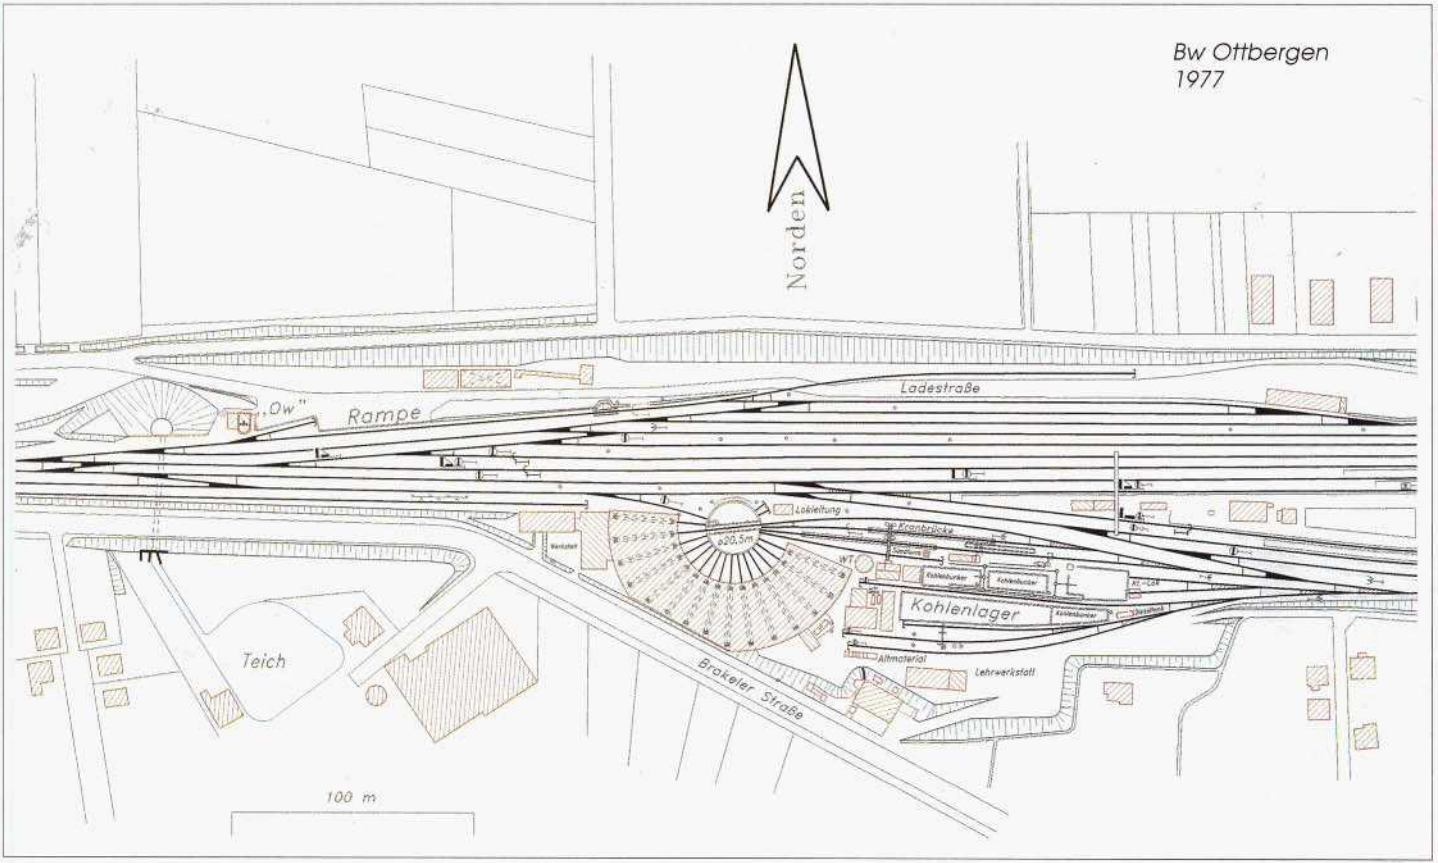 Bw Ottbergen
1977
Norden
Ladestraße
„Ow"
Rampe
Lokleitung
Kranbrücke
ø20,5m
Werkstatt
WT
Kohlenbunker
Kohlenbunker
Kl.-Lok
Kohlenlager
Kohlenbunker
Altmaterial
Lehrwerkstatt
Teich
Brakeler Straße
100 m